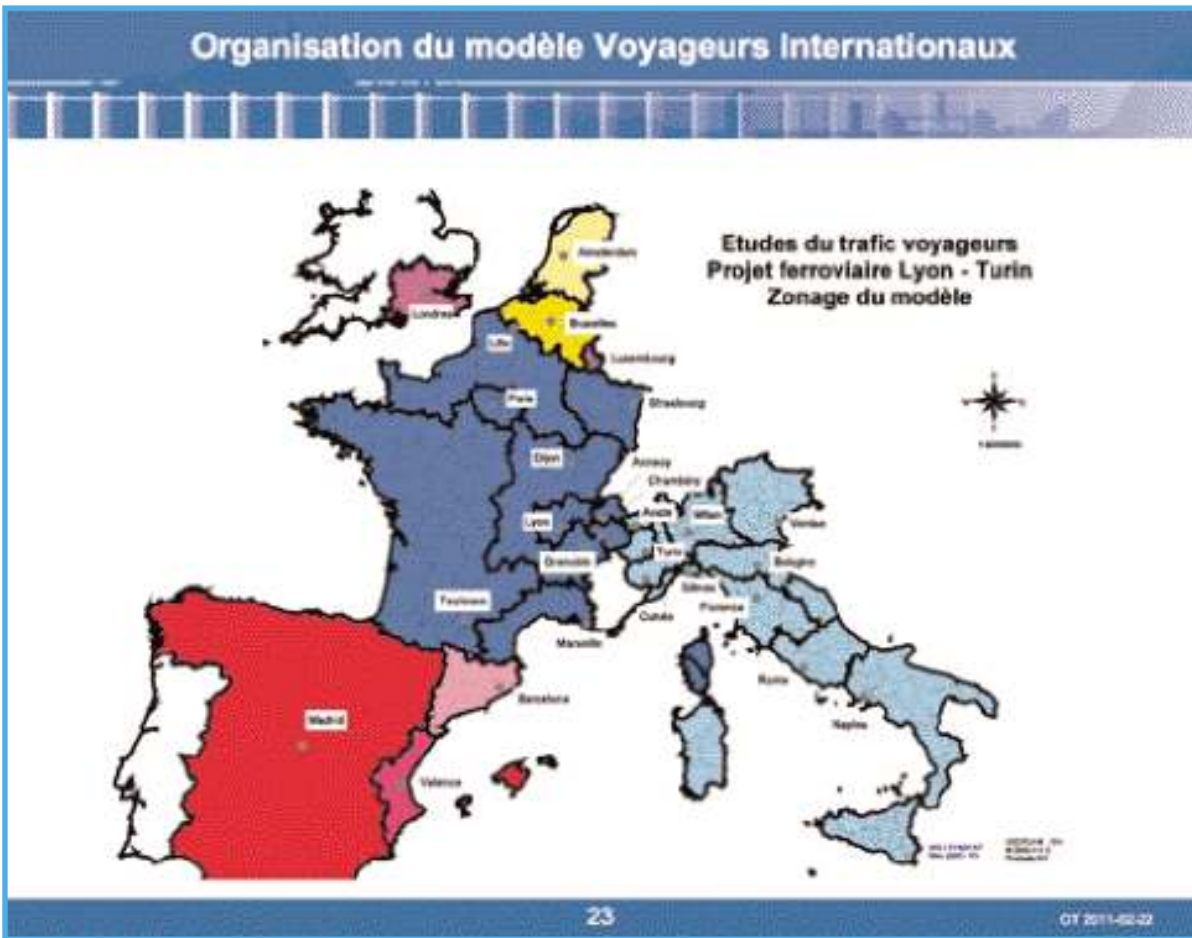 Organisation du modèle Voyageurs Internationaux
Etudes du trafic voyageurs
Projet ferroviaire Lyon - Turin
Zonage du modèle
Amsterdam
Londres
Bruxelles
Lille
Luxembourg
Paris
Strasbourg
Dijon
Annecy
Chambéry
Lyon
Aoste
Milan
Venise
Turin
Grenoble
Bologne
Gênes
Toulouse
Florence
Cunéo
Marseille
Rome
Barcelona
Naples
Madrid
Valence
23
OT 2011-02-22